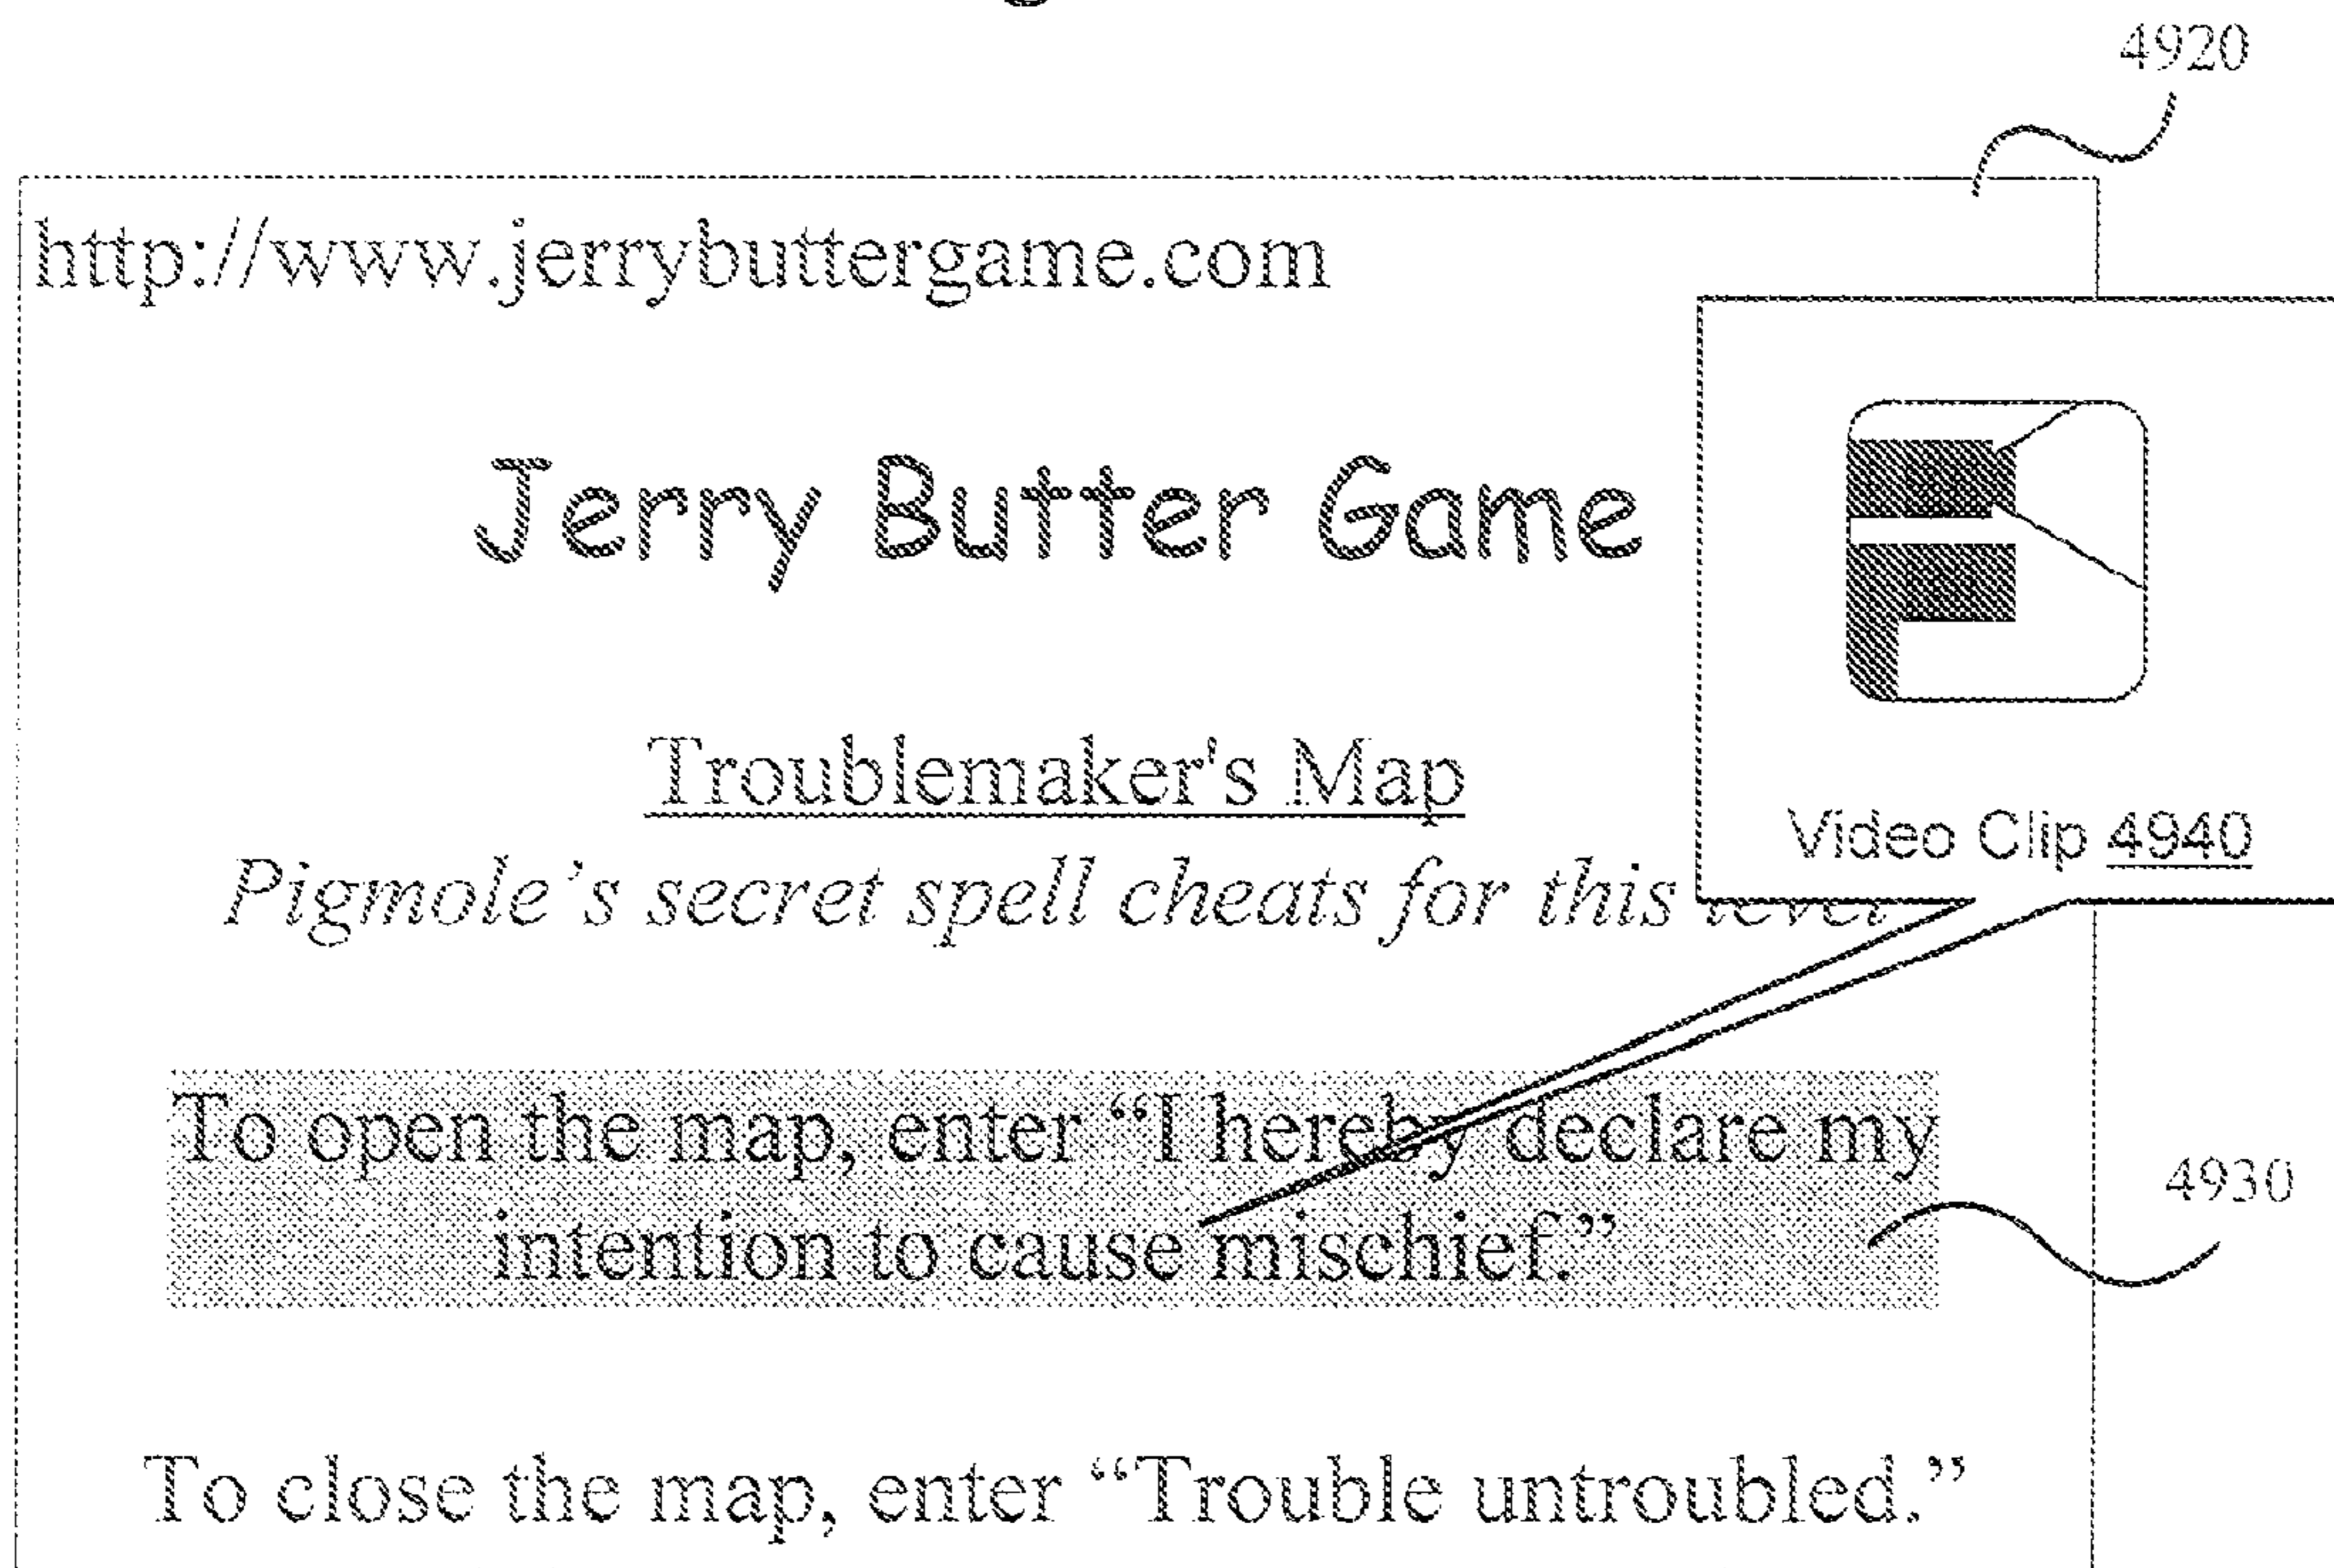 4920
http://www.jerrybuttergame.com
Jerry Butter Game
Troublemaker's Map
Video Clip 4940
Pigmole’s secret spell cheats for this level
To open the map, enter “I hereby declare my
intention to cause mischief.”
4930
To close the map, enter “Trouble untroubled.”